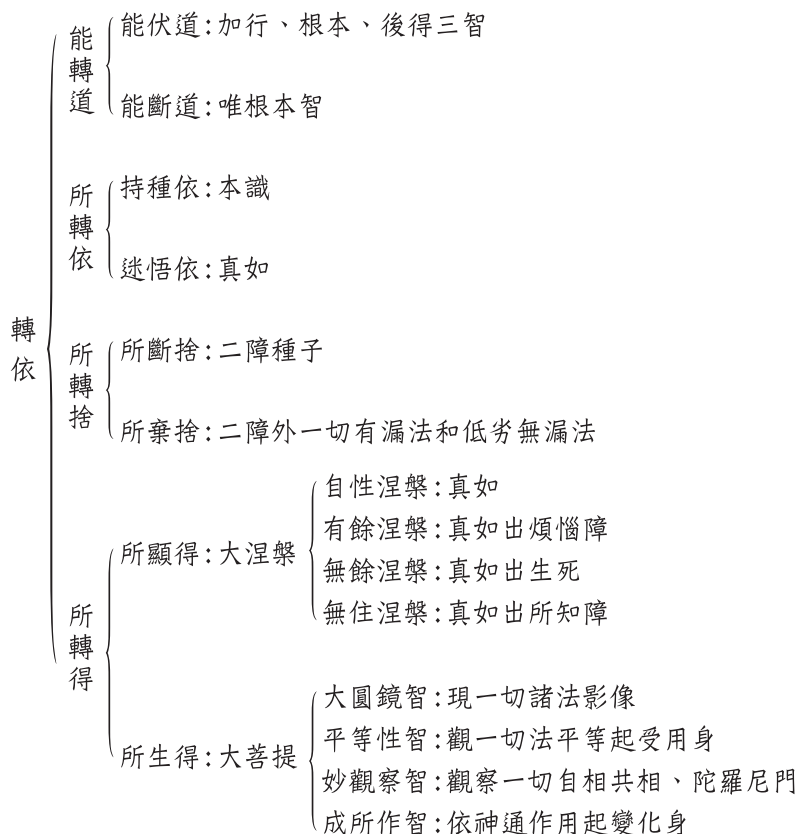 轉依
能轉道
能伏道:加行、根本、後得三智
能斷道:唯根本智
所轉依
持種依:本識
迷悟依:真如
所轉捨
所斷捨:二障種子
所棄捨:二障外一切有漏法和低劣無漏法
所轉得
所顯得:大涅槃
自性涅槃:真如
有餘涅槃:真如出煩惱障
無餘涅槃:真如出生死
無住涅槃:真如出所知障
所生得:大菩提
大圓鏡智:現一切諸法影像
平等性智:觀一切法平等起受用身
妙觀察智:觀察一切自相共相、陀羅尼門
成所作智:依神通作用起變化身